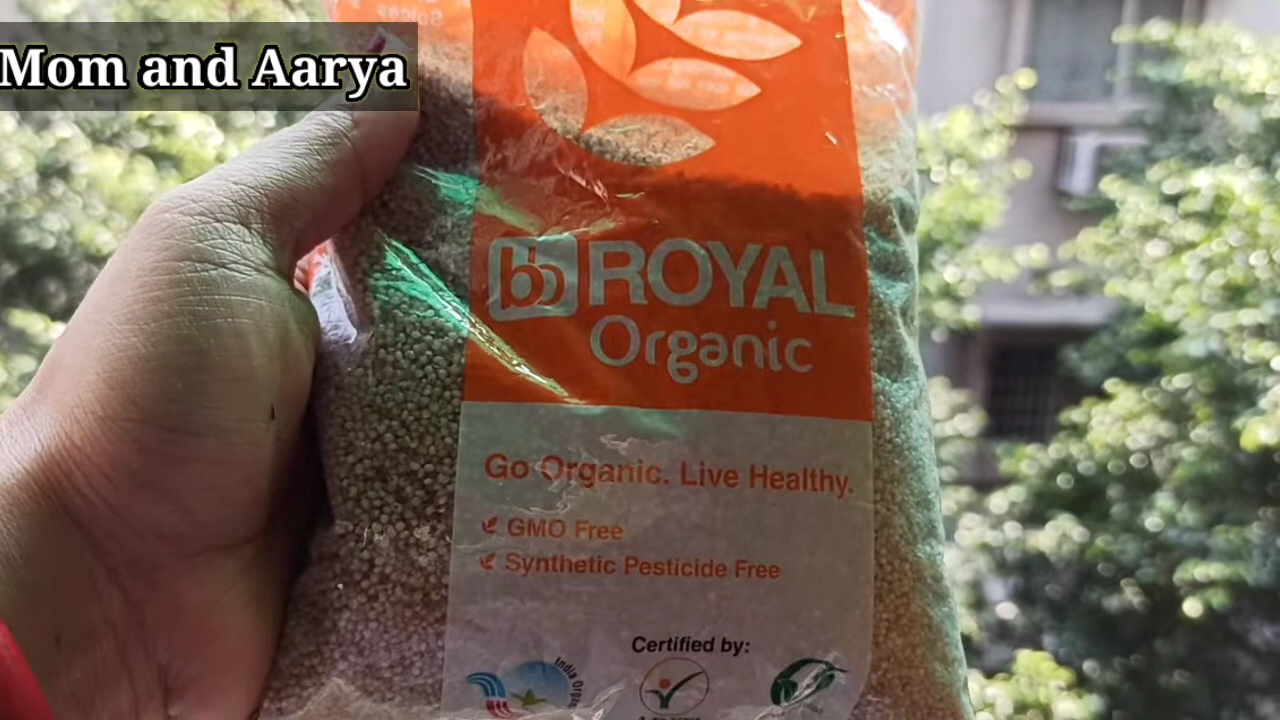 Mom and Aarya
bb ROYAL
Organic
Go Organic. Live Healthy.
GMO Free
Synthetic Pesticide Free
Certified by: